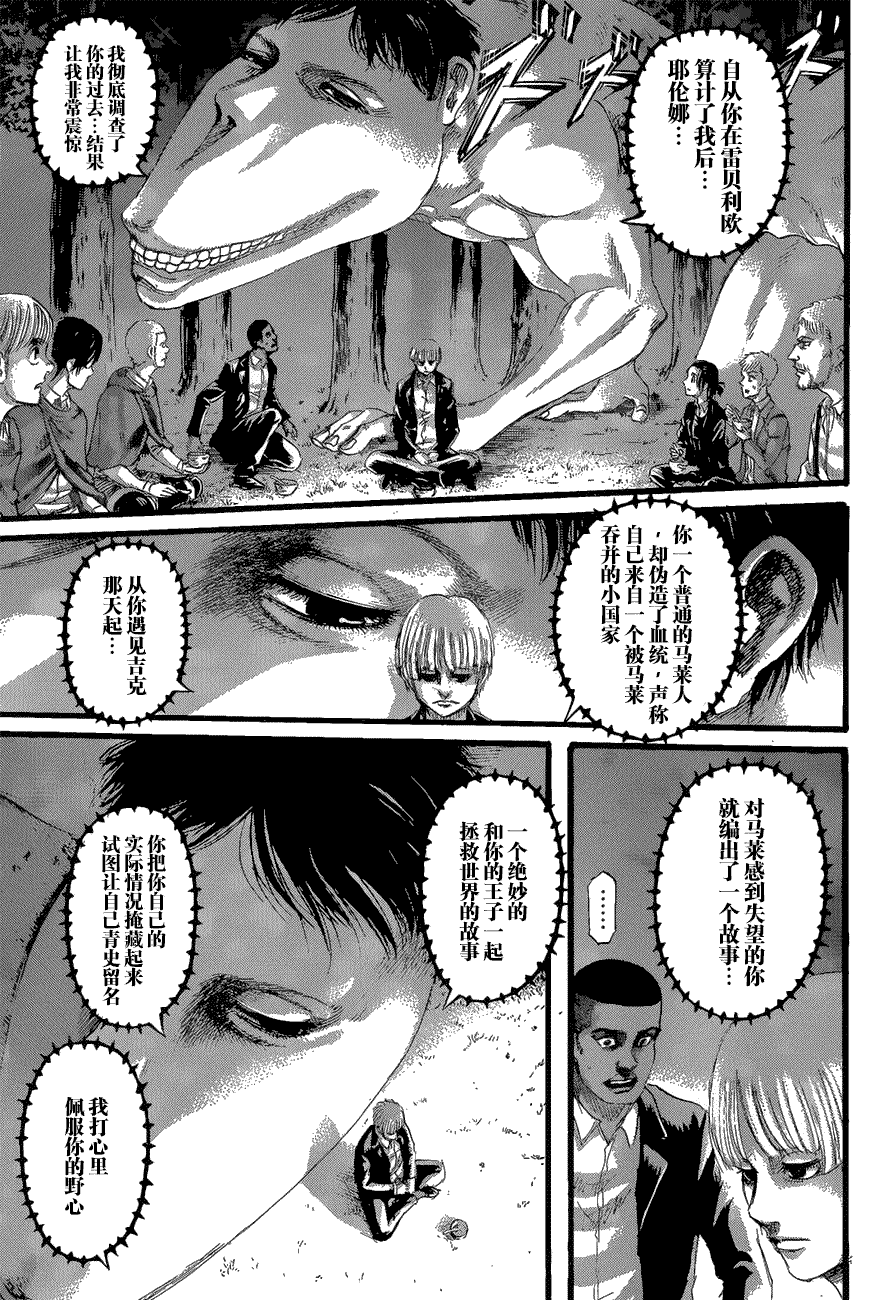 自从你在雷贝利欧
算计了我后…
耶伦娜…
ドドドド
我彻底调查了
你的过去…结果
让我非常震惊
你一个普通的马莱人
，却伪造了血统，声称
自己来自一个被马莱
吞并的小国家
从你遇见吉克
那天起…
对马莱感到失望的你
就编出了一个故事…
……
一个绝妙的
和你的王子一起
拯救世界的故事
你把你自己的
实际情况掩藏起来
试图让自己青史留名
我打心里
佩服你的野心